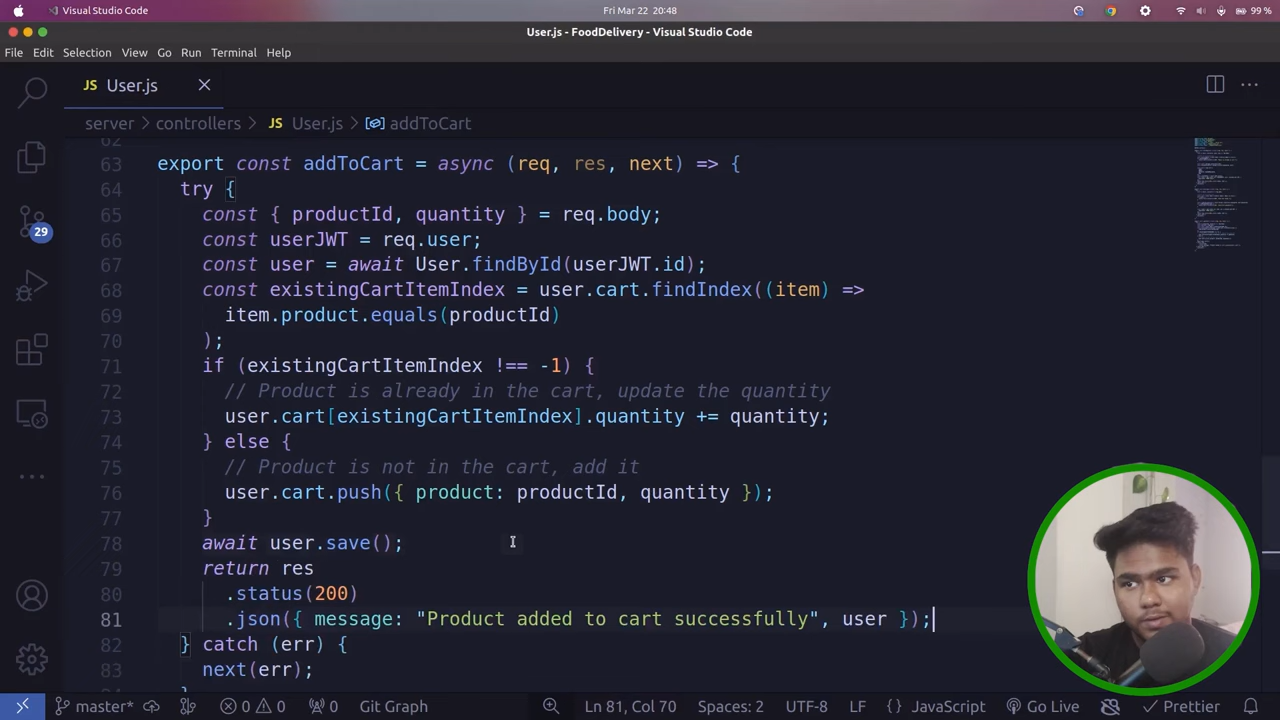 Visual Studio Code
Fri Mar 22 20:48
99 %
User.js - FoodDelivery - Visual Studio Code
File Edit Selection View Go Run Terminal Help
JS User.js
server > controllers > JS User.js > addToCart
62
63 export const addToCart = async (req, res, next) => {
64 try {
65 const { productId, quantity } = req.body;
66 const userJWT = req.user;
67 const user = await User.findById(userJWT.id);
68 const existingCartItemIndex = user.cart.findIndex((item) =>
69 item.product.equals(productId)
70 );
71 if (existingCartItemIndex !== -1) {
72 // Product is already in the cart, update the quantity
73 user.cart[existingCartItemIndex].quantity += quantity;
74 } else {
75 // Product is not in the cart, add it
76 user.cart.push({ product: productId, quantity });
77 }
78 await user.save();
79 return res
80 .status(200)
81 .json({ message: "Product added to cart successfully", user });
82 } catch (err) {
83 next(err);
84 }
29
master* 0 0 0 Git Graph Ln 81, Col 70 Spaces: 2 UTF-8 LF {} JavaScript Go Live Prettier